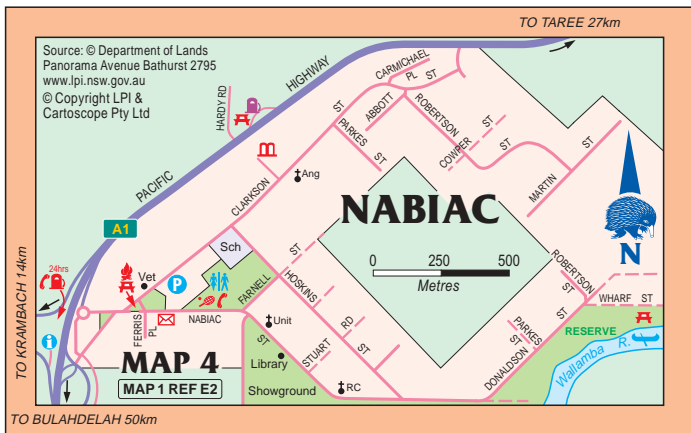 TO TAREE 27km
Source: © Department of Lands
Panorama Avenue Bathurst 2795
www.lpi.nsw.gov.au
© Copyright LPI &
Cartoscope Pty Ltd
HIGHWAY
PACIFIC
A1
HARDY RD
CARMICHAEL
PL
ST
ABBOTT
ST
PARKES
ST
ROBERTSON
ST
COWPER
ST
MARTIN
ST
CLARKSON
Ang
NABIAC
N
Sch
ST
0 250 500
Metres
24hrs
Vet
P
FARNELL
HOSKINS
ROBERTSON
ST
WHARF ST
TO KRAMBACH 14km
i
FERRIS
PL
NABIAC
ST
Unit
STUART
RD
ST
PARKES
ST
DONALDSON
RESERVE
Wallamba R.
MAP 4
MAP 1 REF E2
Library
Showground
RC
TO BULAHDELAH 50km